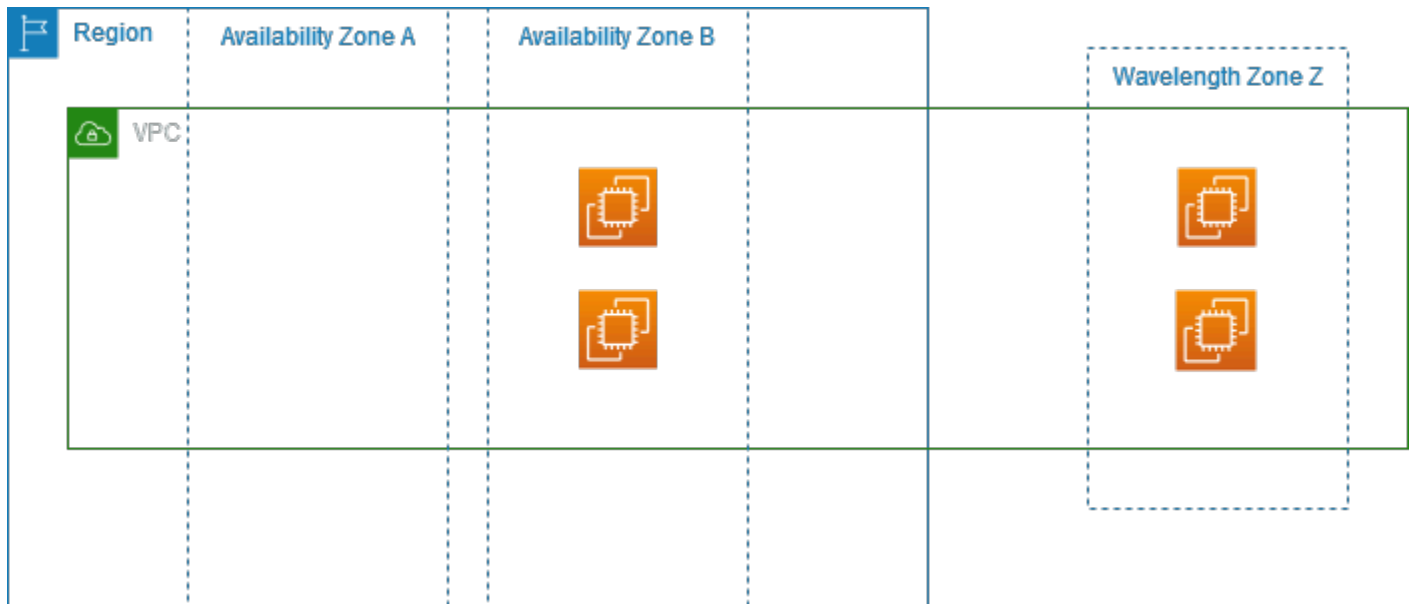 Region
Availability Zone A
Availability Zone B
Wavelength Zone Z
VPC